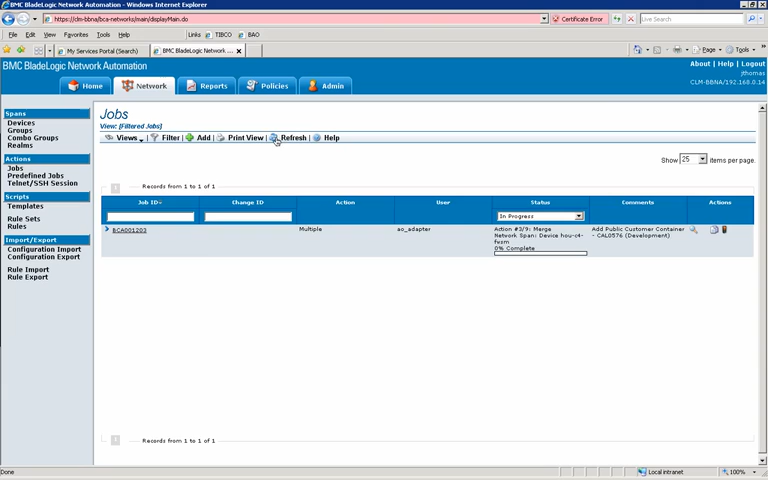 BMC BladeLogic Network Automation - Windows Internet Explorer
https://clm-bbna/bca-networks/main/displayMain.do
Certificate Error
Live Search
File Edit View Favorites Tools Help Links TIBCO BAO
My Services Portal (Search)
BMC BladeLogic Network ...
Page Tools
BMC BladeLogic Network Automation
About | Help | Logout
jthomas
CLM-BBNA/192.168.0.14
Home Network Reports Policies Admin
Spans
Devices
Groups
Combo Groups
Realms
Actions
Jobs
Predefined Jobs
Telnet/SSH Session
Scripts
Templates
Rule Sets
Rules
Import/Export
Configuration Import
Configuration Export
Rule Import
Rule Export
Jobs
View: [Filtered Jobs]
Views | Filter | Add | Print View | Refresh | Help
Show 25 items per page.
Records from 1 to 1 of 1
Job ID Change ID Action User Status Comments Actions
In Progress
BCA001203
Multiple
ao_adapter
Action #3/9: Merge
Network Span: Device hou-c4-
fwsm
0% Complete
Add Public Customer Container
- CAL0576 (Development)
Records from 1 to 1 of 1
Done
Local intranet
100%